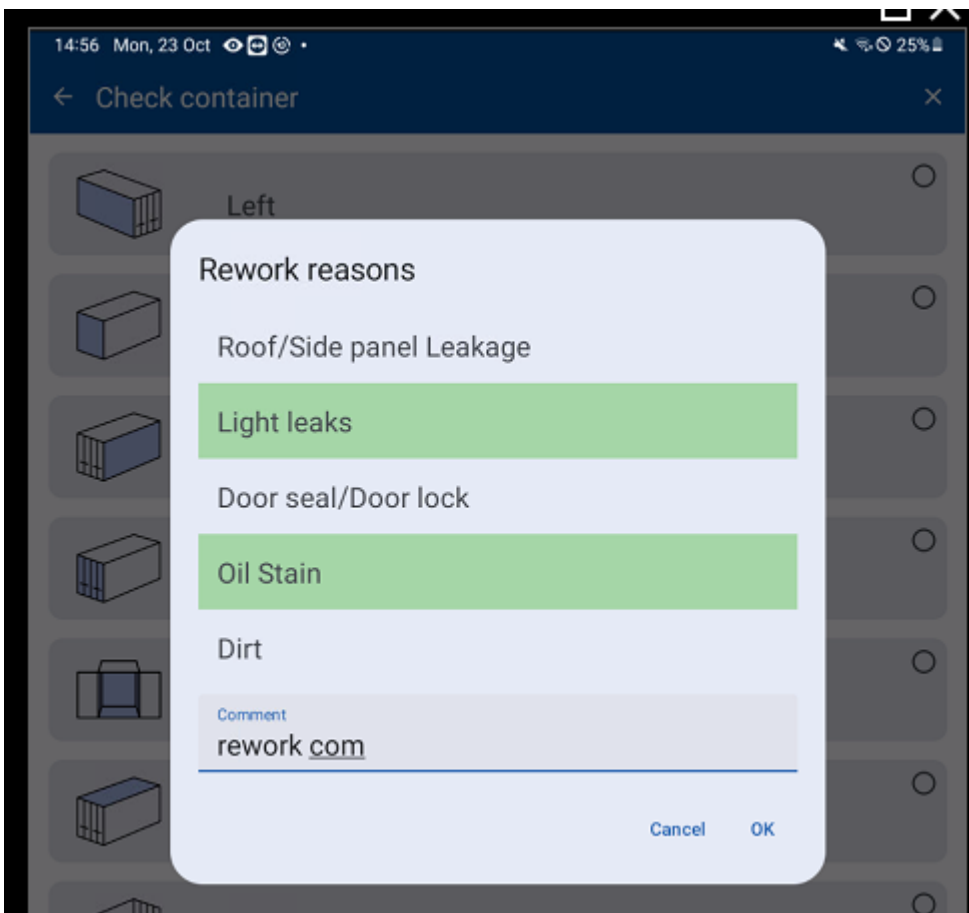 14:56 Mon, 23 Oct 25%
Check container
Left
Rework reasons
Roof/Side panel Leakage
Light leaks
Door seal/Door lock
Oil Stain
Dirt
Comment
rework com
Cancel OK